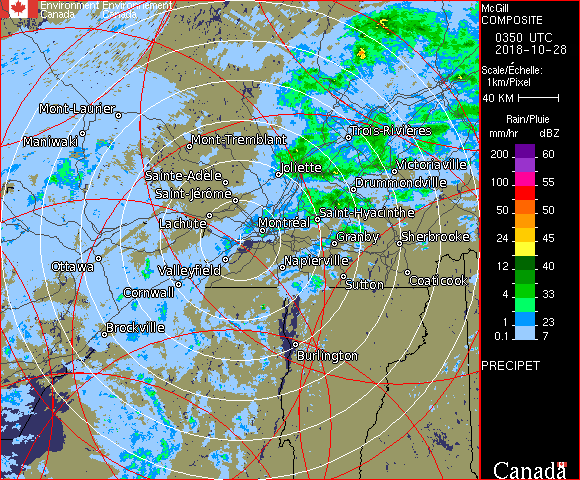 Environment Environnement
Canada Canada
McGill
COMPOSITE
0350 UTC
2018-10-28
Scale/Échelle:
1km/Pixel
40 KM
Rain/Pluie
mm/hr dBZ
200 60
100 55
50 50
24 45
12 40
4 33
1 23
0.1 7
PRECIPET
Canada
Mont-Laurier
Maniwaki
Mont-Tremblant
Trois-Rivières
Joliette
Victoriaville
Sainte-Adèle
Drummondville
Saint-Jérôme
Saint-Hyacinthe
Lachute
Montréal
Granby
Sherbrooke
Ottawa
Valleyfield
Napierville
Sutton
Coaticook
Cornwall
Brockville
Burlington